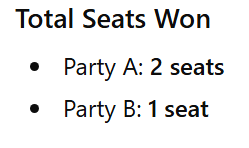 Total Seats Won
• Party A: 2 seats
• Party B: 1 seat